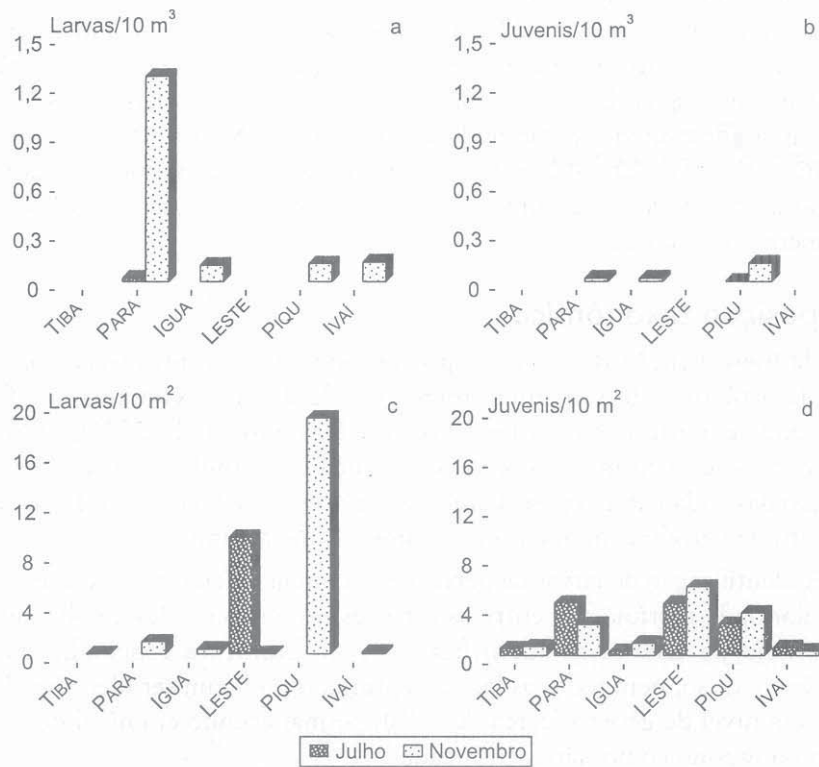 Larvas/10 m³ a
1,5 -
1,2 -
0,9 -
0,6 -
0,3 -
0 -
TIBA PARA IGUA LESTE PIQU IVAÍ
Juvenis/10 m³ b
1,5 -
1,2 -
0,9 -
0,6 -
0,3 -
0 -
TIBA PARA IGUA LESTE PIQU IVAÍ
Larvas/10 m² c
20 -
16 -
12 -
8 -
4 -
0 -
TIBA PARA IGUA LESTE PIQU IVAÍ
Juvenis/10 m² d
20 -
16 -
12 -
8 -
4 -
0 -
TIBA PARA IGUA LESTE PIQU IVAÍ
Julho Novembro